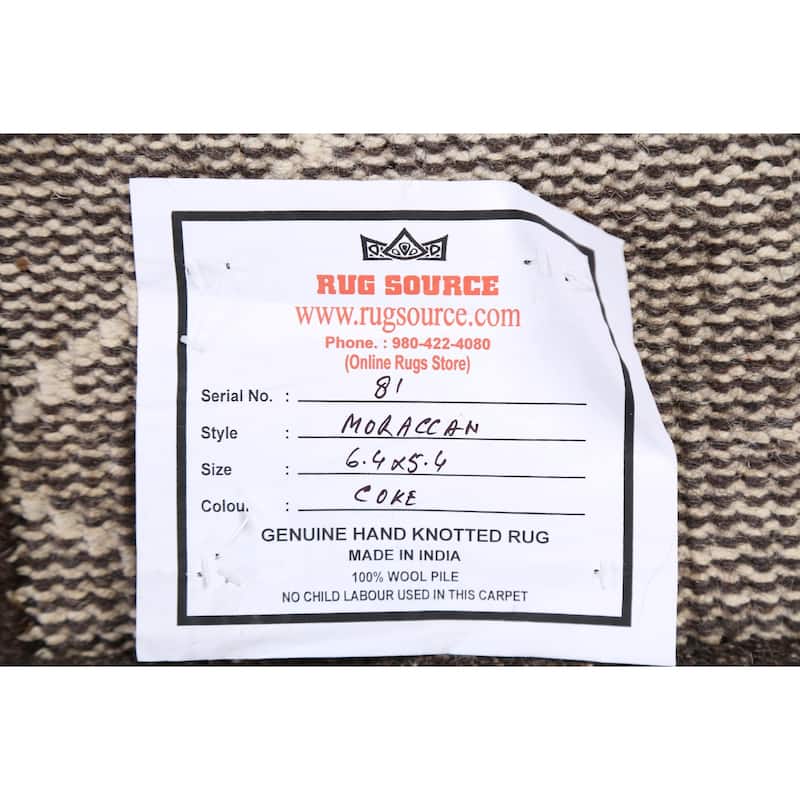 RUG SOURCE
www.rugsource.com
Phone. : 980-422-4080
(Online Rugs Store)
Serial No. : 81
Style : MORACCAN
Size : 6.4x5.4
Colou. : COKE
GENUINE HAND KNOTTED RUG
MADE IN INDIA
100% WOOL PILE
NO CHILD LABOUR USED IN THIS CARPET